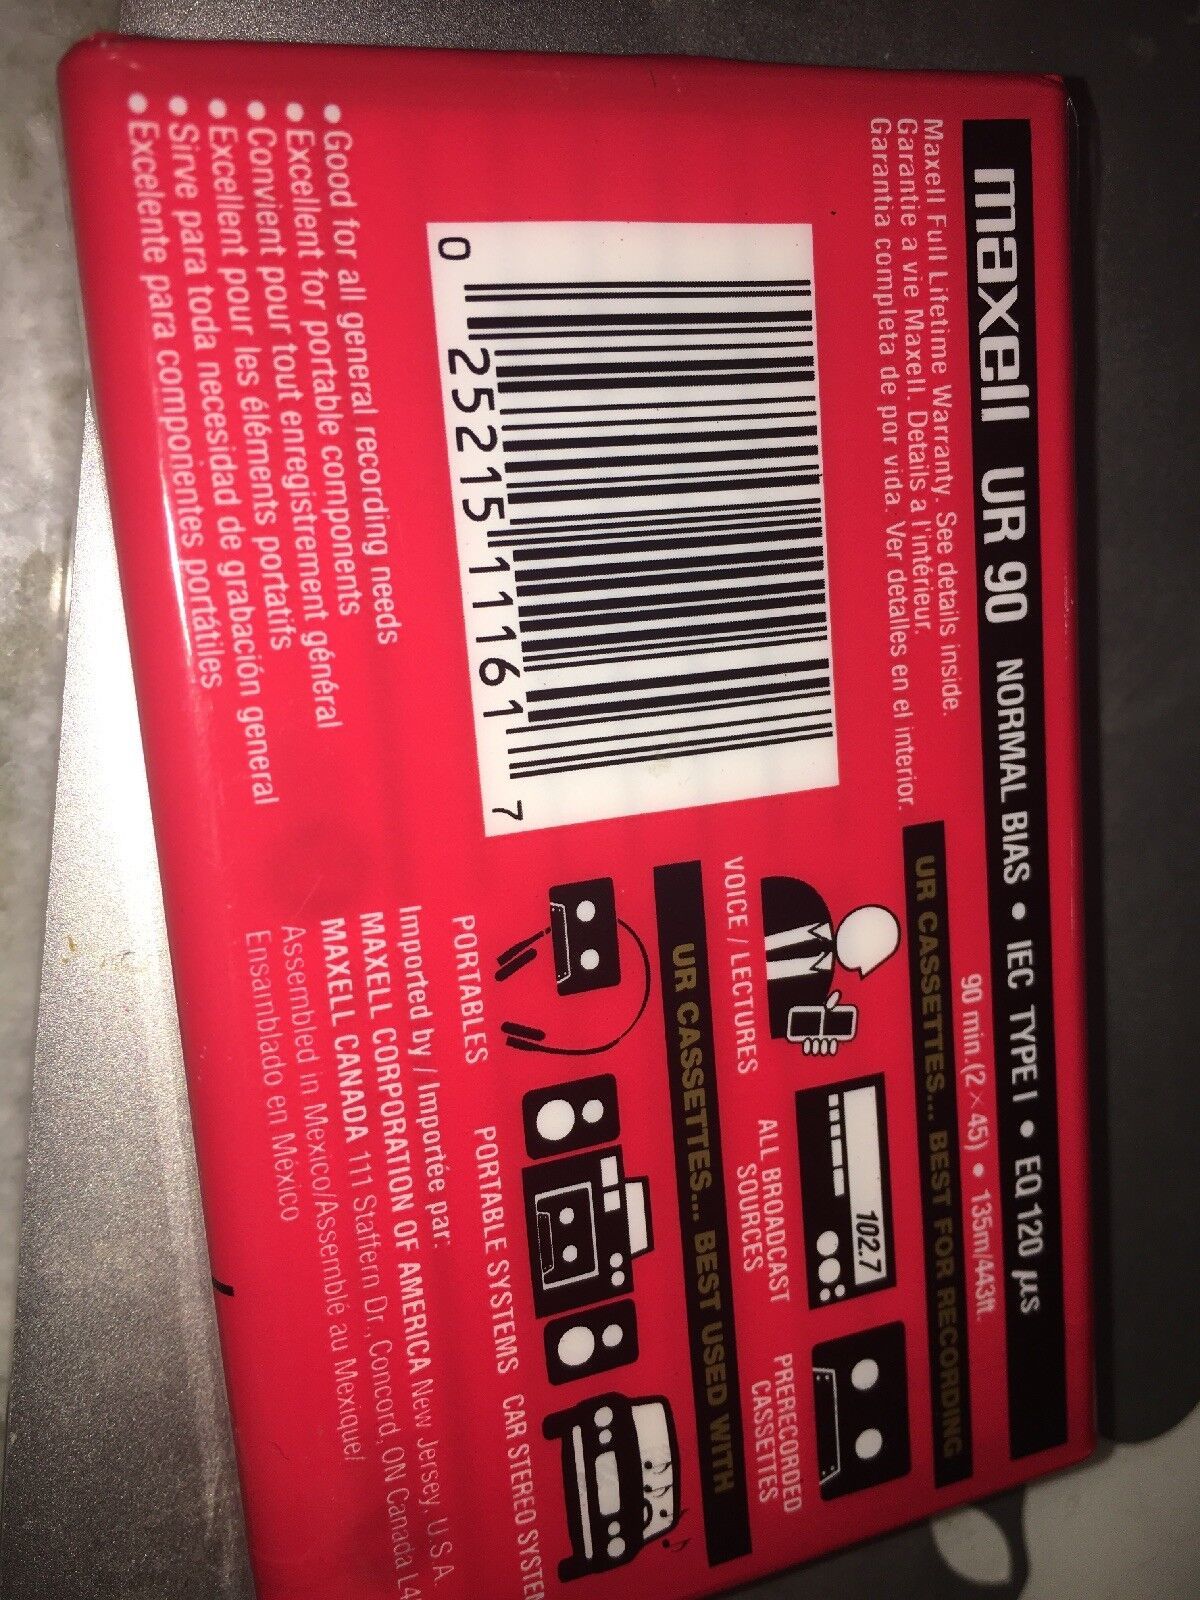 maxell UR 90 NORMAL BIAS • IEC TYPE I • EQ 120 μs
90 min.(2 × 45) • 135m/443ft.
Maxell Full Lifetime Warranty. See details inside.
Garantie a vie Maxell. Details a l'intérieur.
Garantia completa de por vida. Ver detalles en el interior.
0 25215 11161 7
• Good for all general recording needs
• Excellent for portable components
• Convient pour tout enregistrement général
• Excellent pour les éléments portatifs
• Sirve para toda necesidad de grabación general
• Excelente para componentes portátiles
UR CASSETTES... BEST FOR RECORDING
102.7
VOICE / LECTURES
ALL BROADCAST
SOURCES
PRERECORDED
CASSETTES
UR CASSETTES... BEST USED WITH
PORTABLES
PORTABLE SYSTEMS
CAR STEREO
Imported by / Importée par:
MAXELL CORPORATION OF AMERICA New Jersey, U.S.A.
MAXELL CANADA 111 Staffern Dr., Concord, ON Canada
Assembled in Mexico/Assemblé au Mexique/
Ensamblado en México